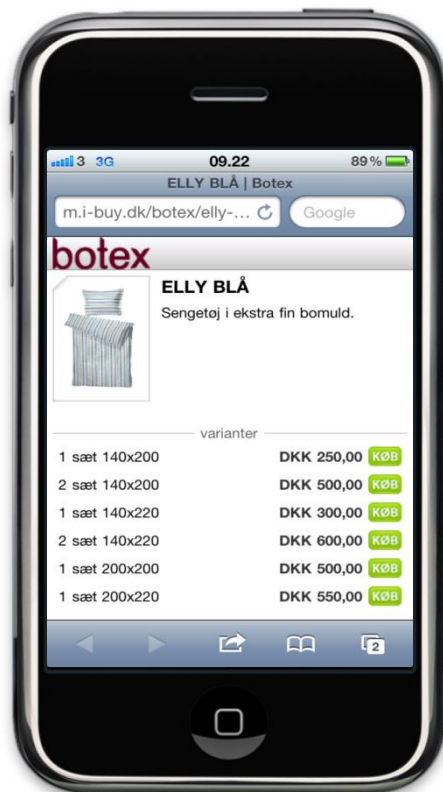 3 3G 09.22 89%
ELLY BLÅ | Botex
m.i-buy.dk/botex/elly-... Google
botex
ELLY BLÅ
Sengetøj i ekstra fin bomuld.
varianter
1 sæt 140x200 DKK 250,00 KØB
2 sæt 140x200 DKK 500,00 KØB
1 sæt 140x220 DKK 300,00 KØB
2 sæt 140x220 DKK 600,00 KØB
1 sæt 200x200 DKK 500,00 KØB
1 sæt 200x220 DKK 550,00 KØB
2